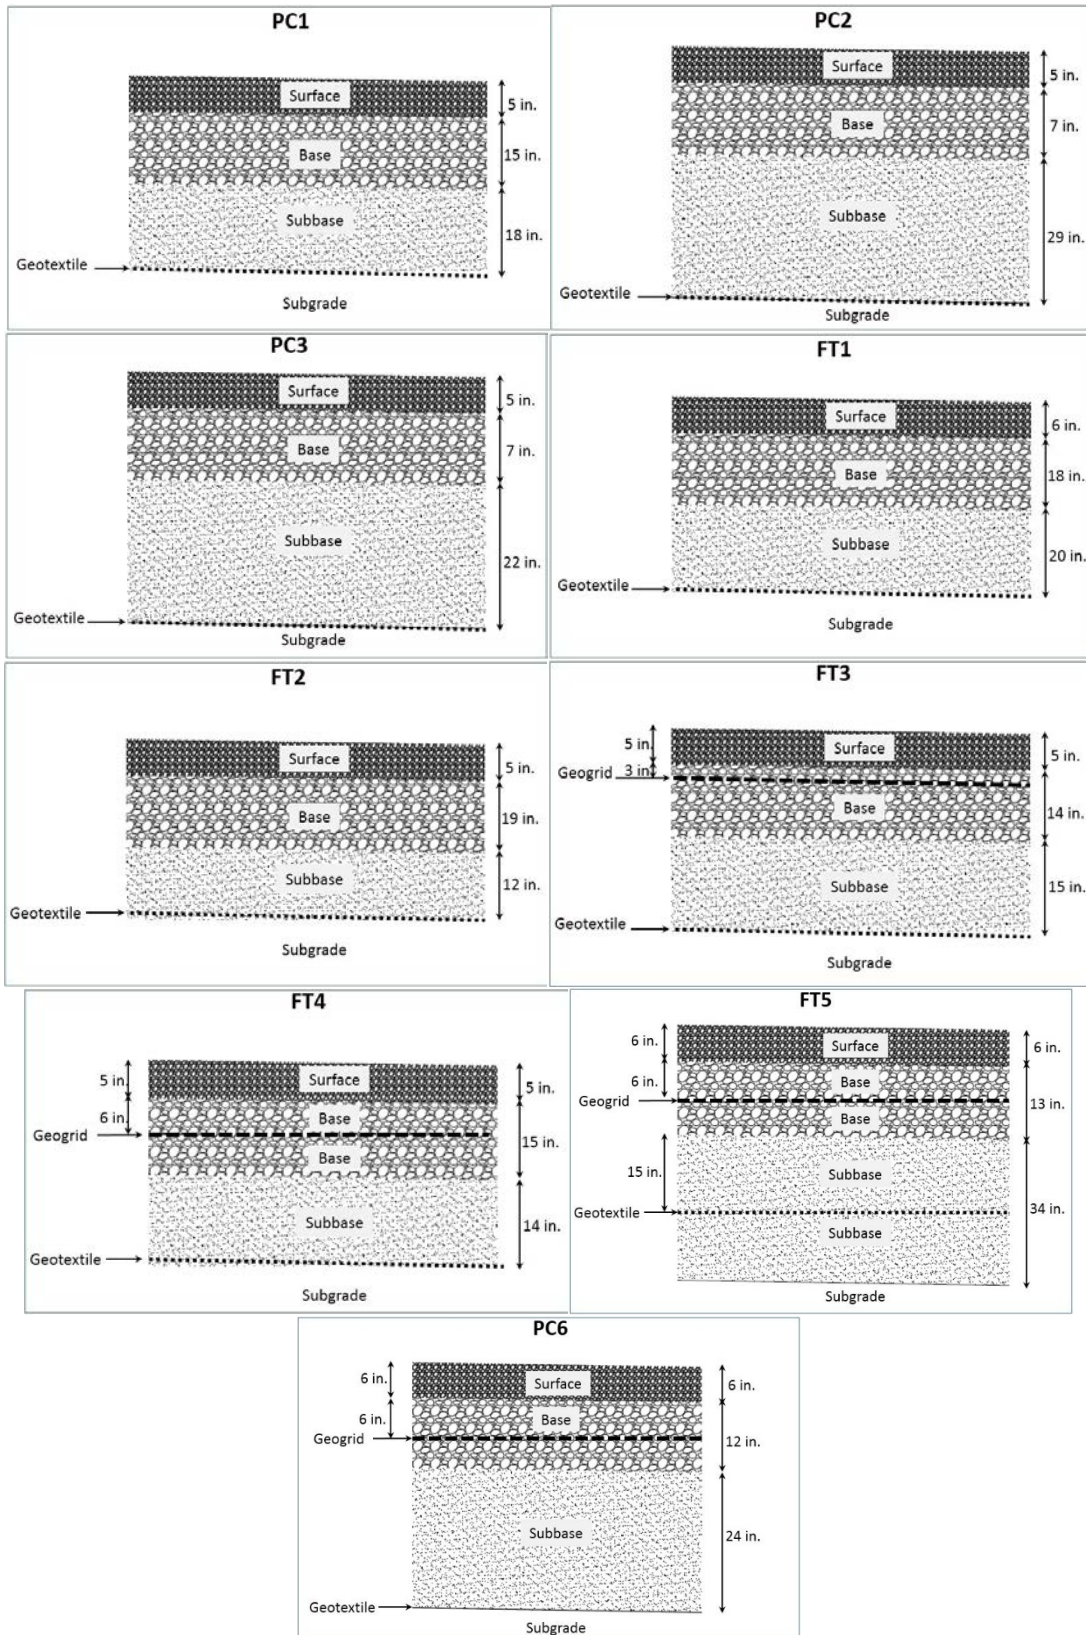 PC1
Surface
5 in.
Base
15 in.
Subbase
18 in.
Geotextile
Subgrade
PC2
Surface
5 in.
Base
7 in.
Subbase
29 in.
Geotextile
Subgrade
PC3
Surface
5 in.
Base
7 in.
Subbase
22 in.
Geotextile
Subgrade
FT1
Surface
6 in.
Base
18 in.
Subbase
20 in.
Geotextile
Subgrade
FT2
Surface
5 in.
Base
19 in.
Subbase
12 in.
Geotextile
Subgrade
FT3
5 in.
Surface
5 in.
3 in.
Geogrid
Base
14 in.
Subbase
15 in.
Geotextile
Subgrade
FT4
5 in.
Surface
5 in.
6 in.
Base
Geogrid
15 in.
Base
Subbase
14 in.
Geotextile
Subgrade
FT5
6 in.
Surface
6 in.
6 in.
Base
Geogrid
13 in.
Base
15 in.
Subbase
34 in.
Geotextile
Subbase
Subgrade
PC6
6 in.
Surface
6 in.
6 in.
Base
Geogrid
12 in.
Subbase
24 in.
Geotextile
Subgrade